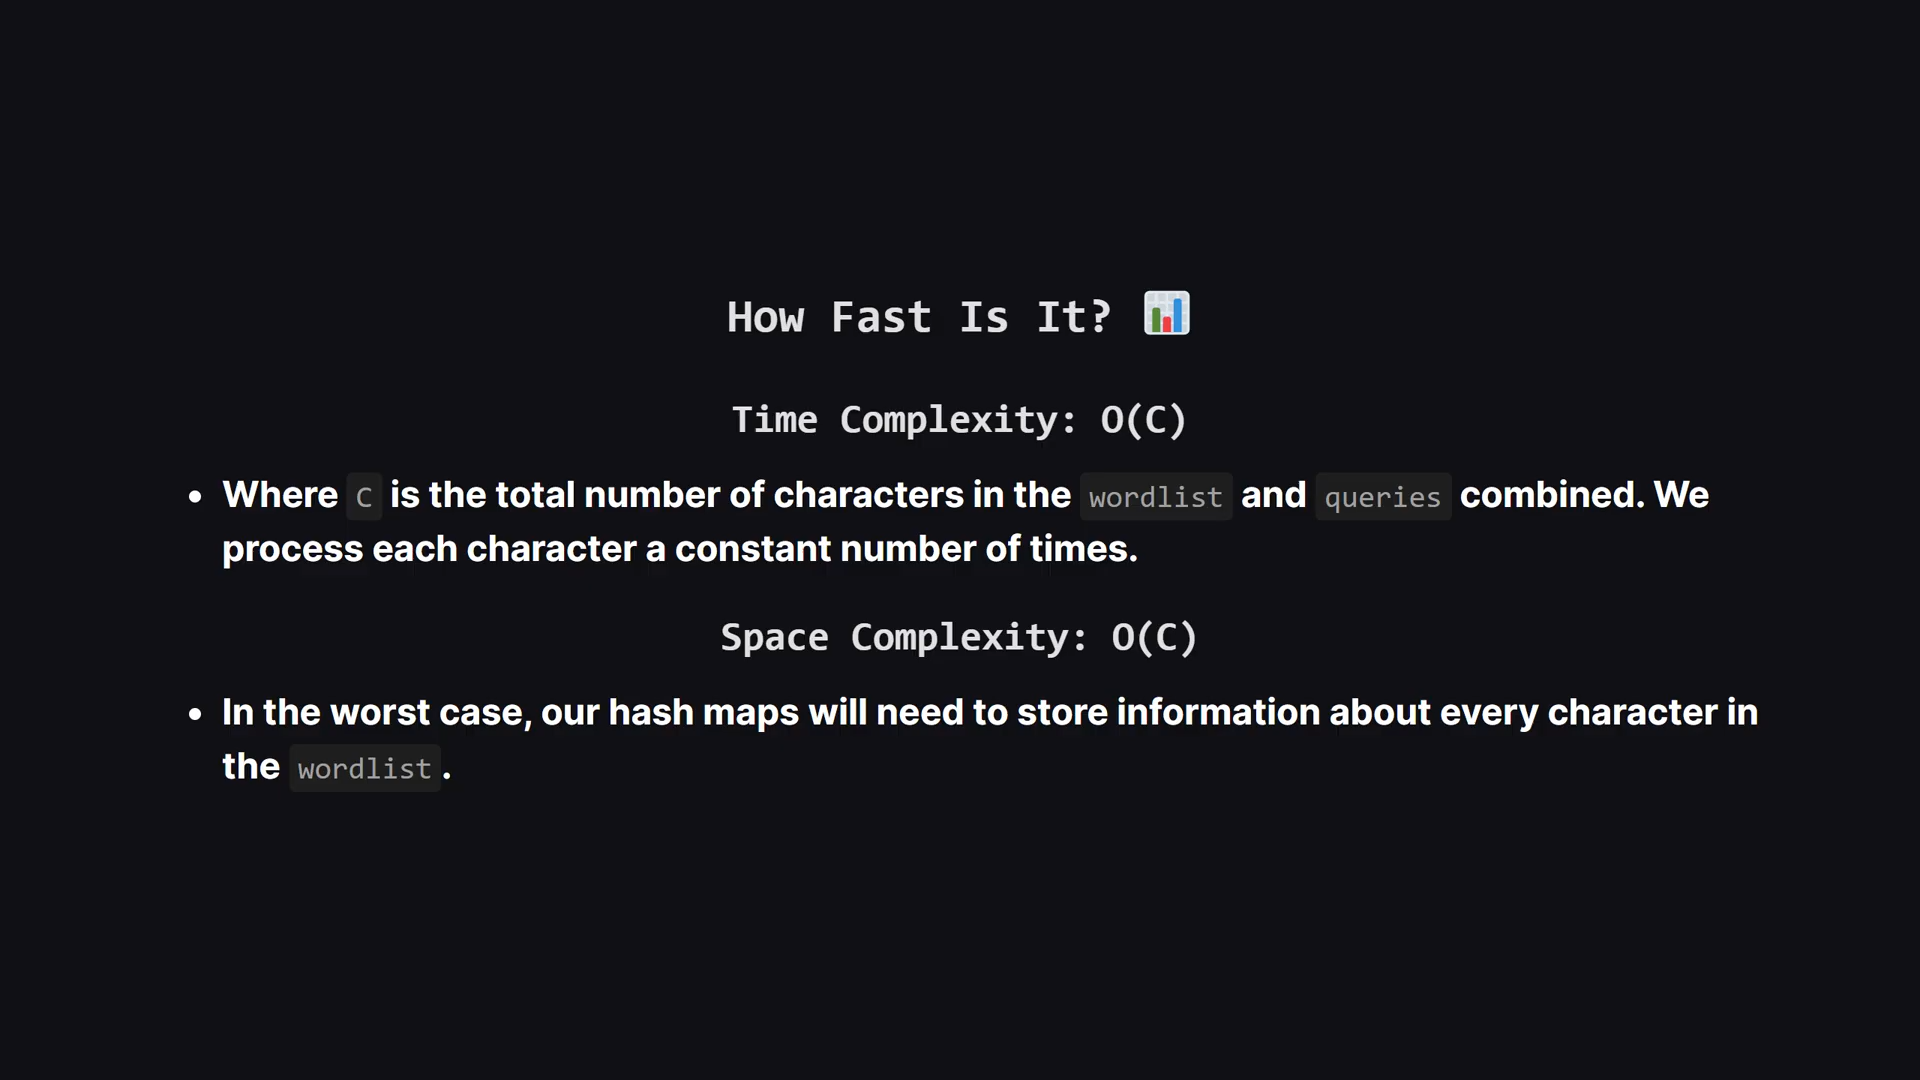 How Fast Is It? 📊
Time Complexity: O(C)
• Where C is the total number of characters in the wordlist and queries combined. We
process each character a constant number of times.
Space Complexity: O(C)
• In the worst case, our hash maps will need to store information about every character in
the wordlist.